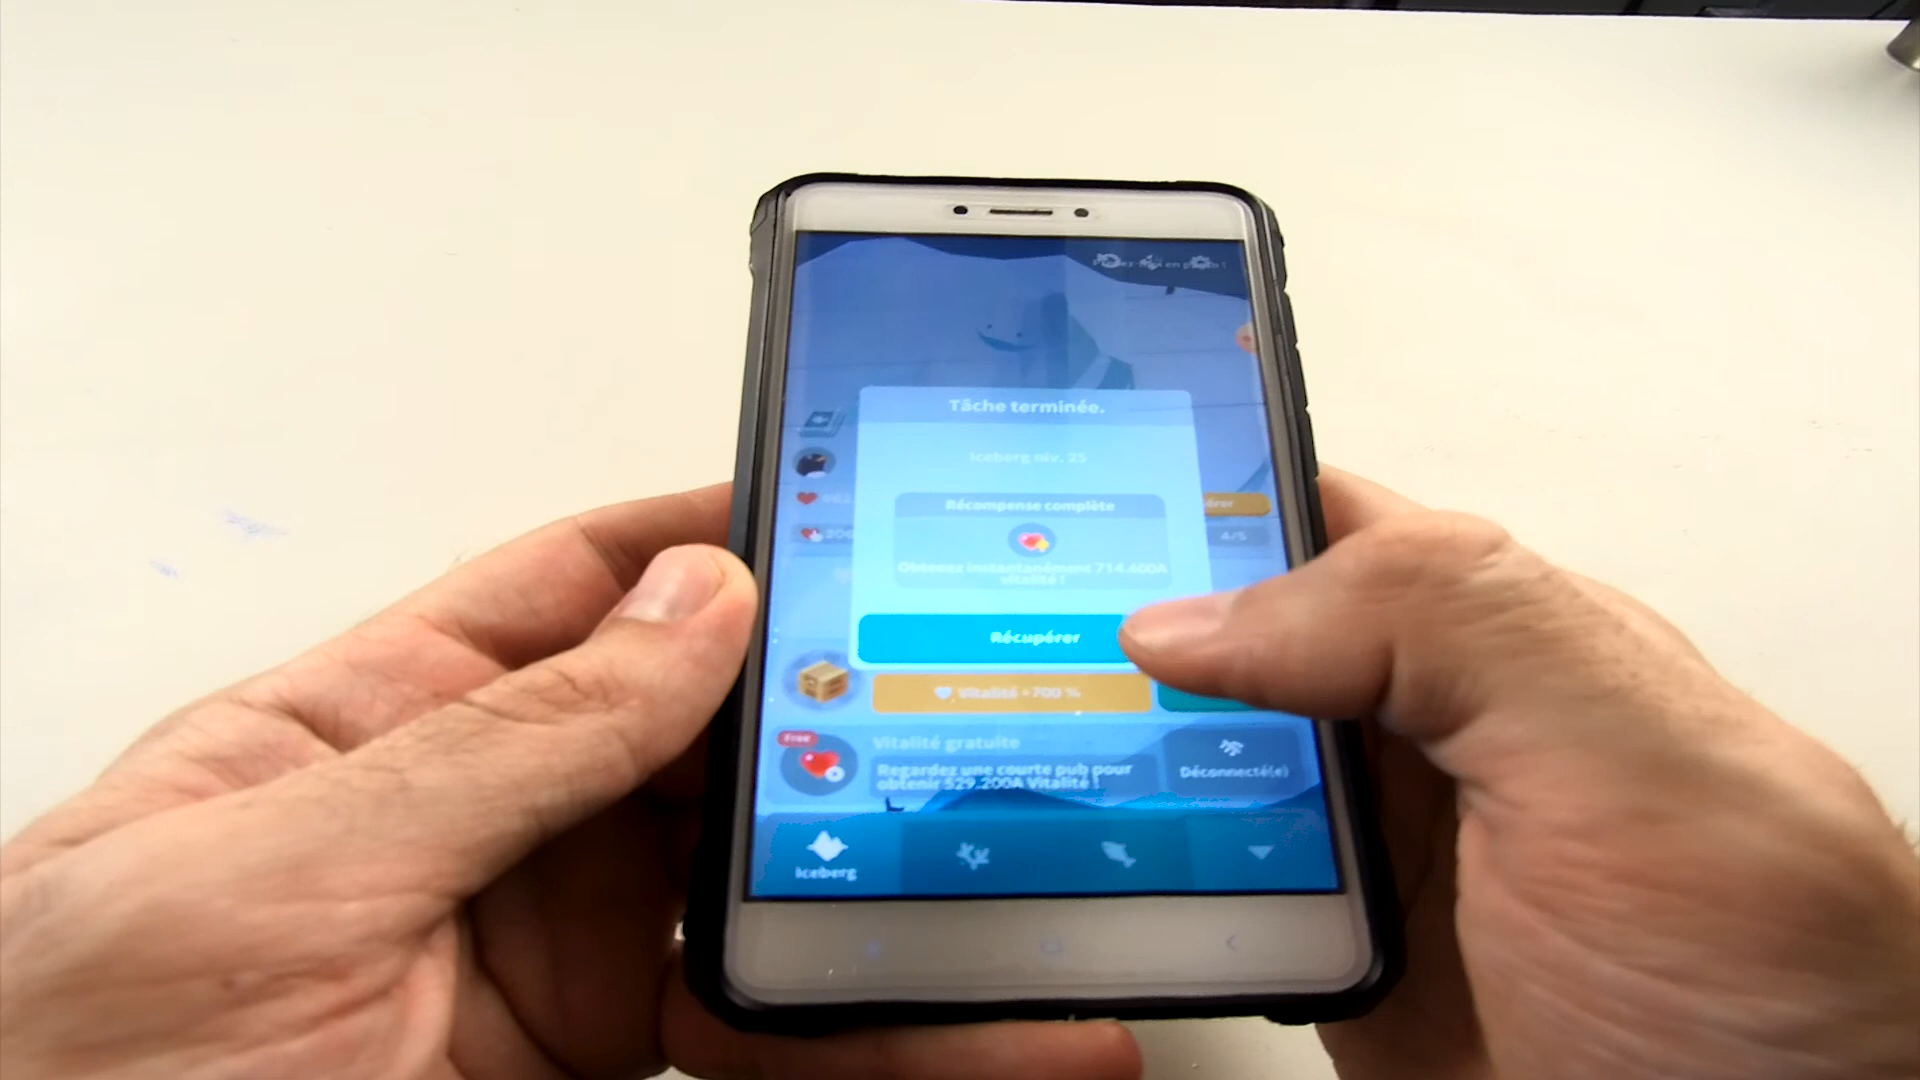 Tâche terminée.
Iceberg niv. 25
Récompense complète
Obtenez instantanément 714.600A
vitalité !
4/5
Récupérer
Vitalité +700 %
Free
Vitalité gratuite
Regardez une courte pub pour
obtenir 529.200A Vitalité !
Déconnecté(e)
Iceberg